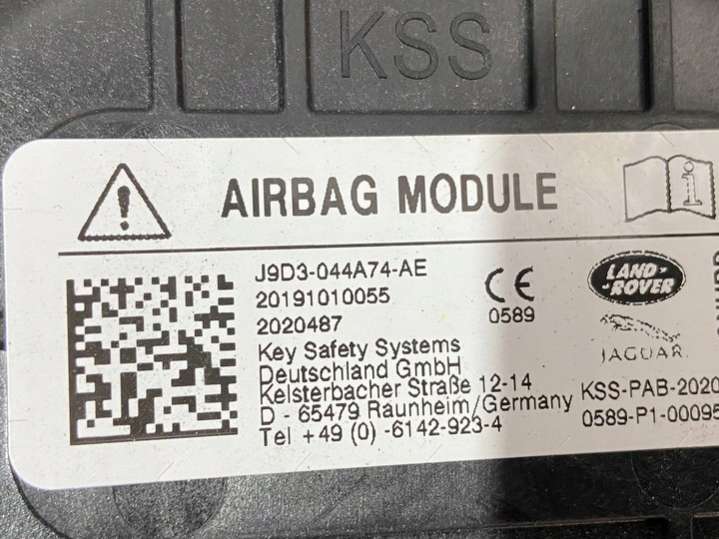 KSS
AIRBAG MODULE
J9D3-044A74-AE
20191010055
2020487
Key Safety Systems
Deutschland GmbH
Kelsterbacher Straße 12-14
D - 65479 Raunheim/Germany
Tel +49 (0) -6142-923-4
CE
0589
LAND-
ROVER
JAGUAR
KSS-PAB-2020
0589-P1-00095